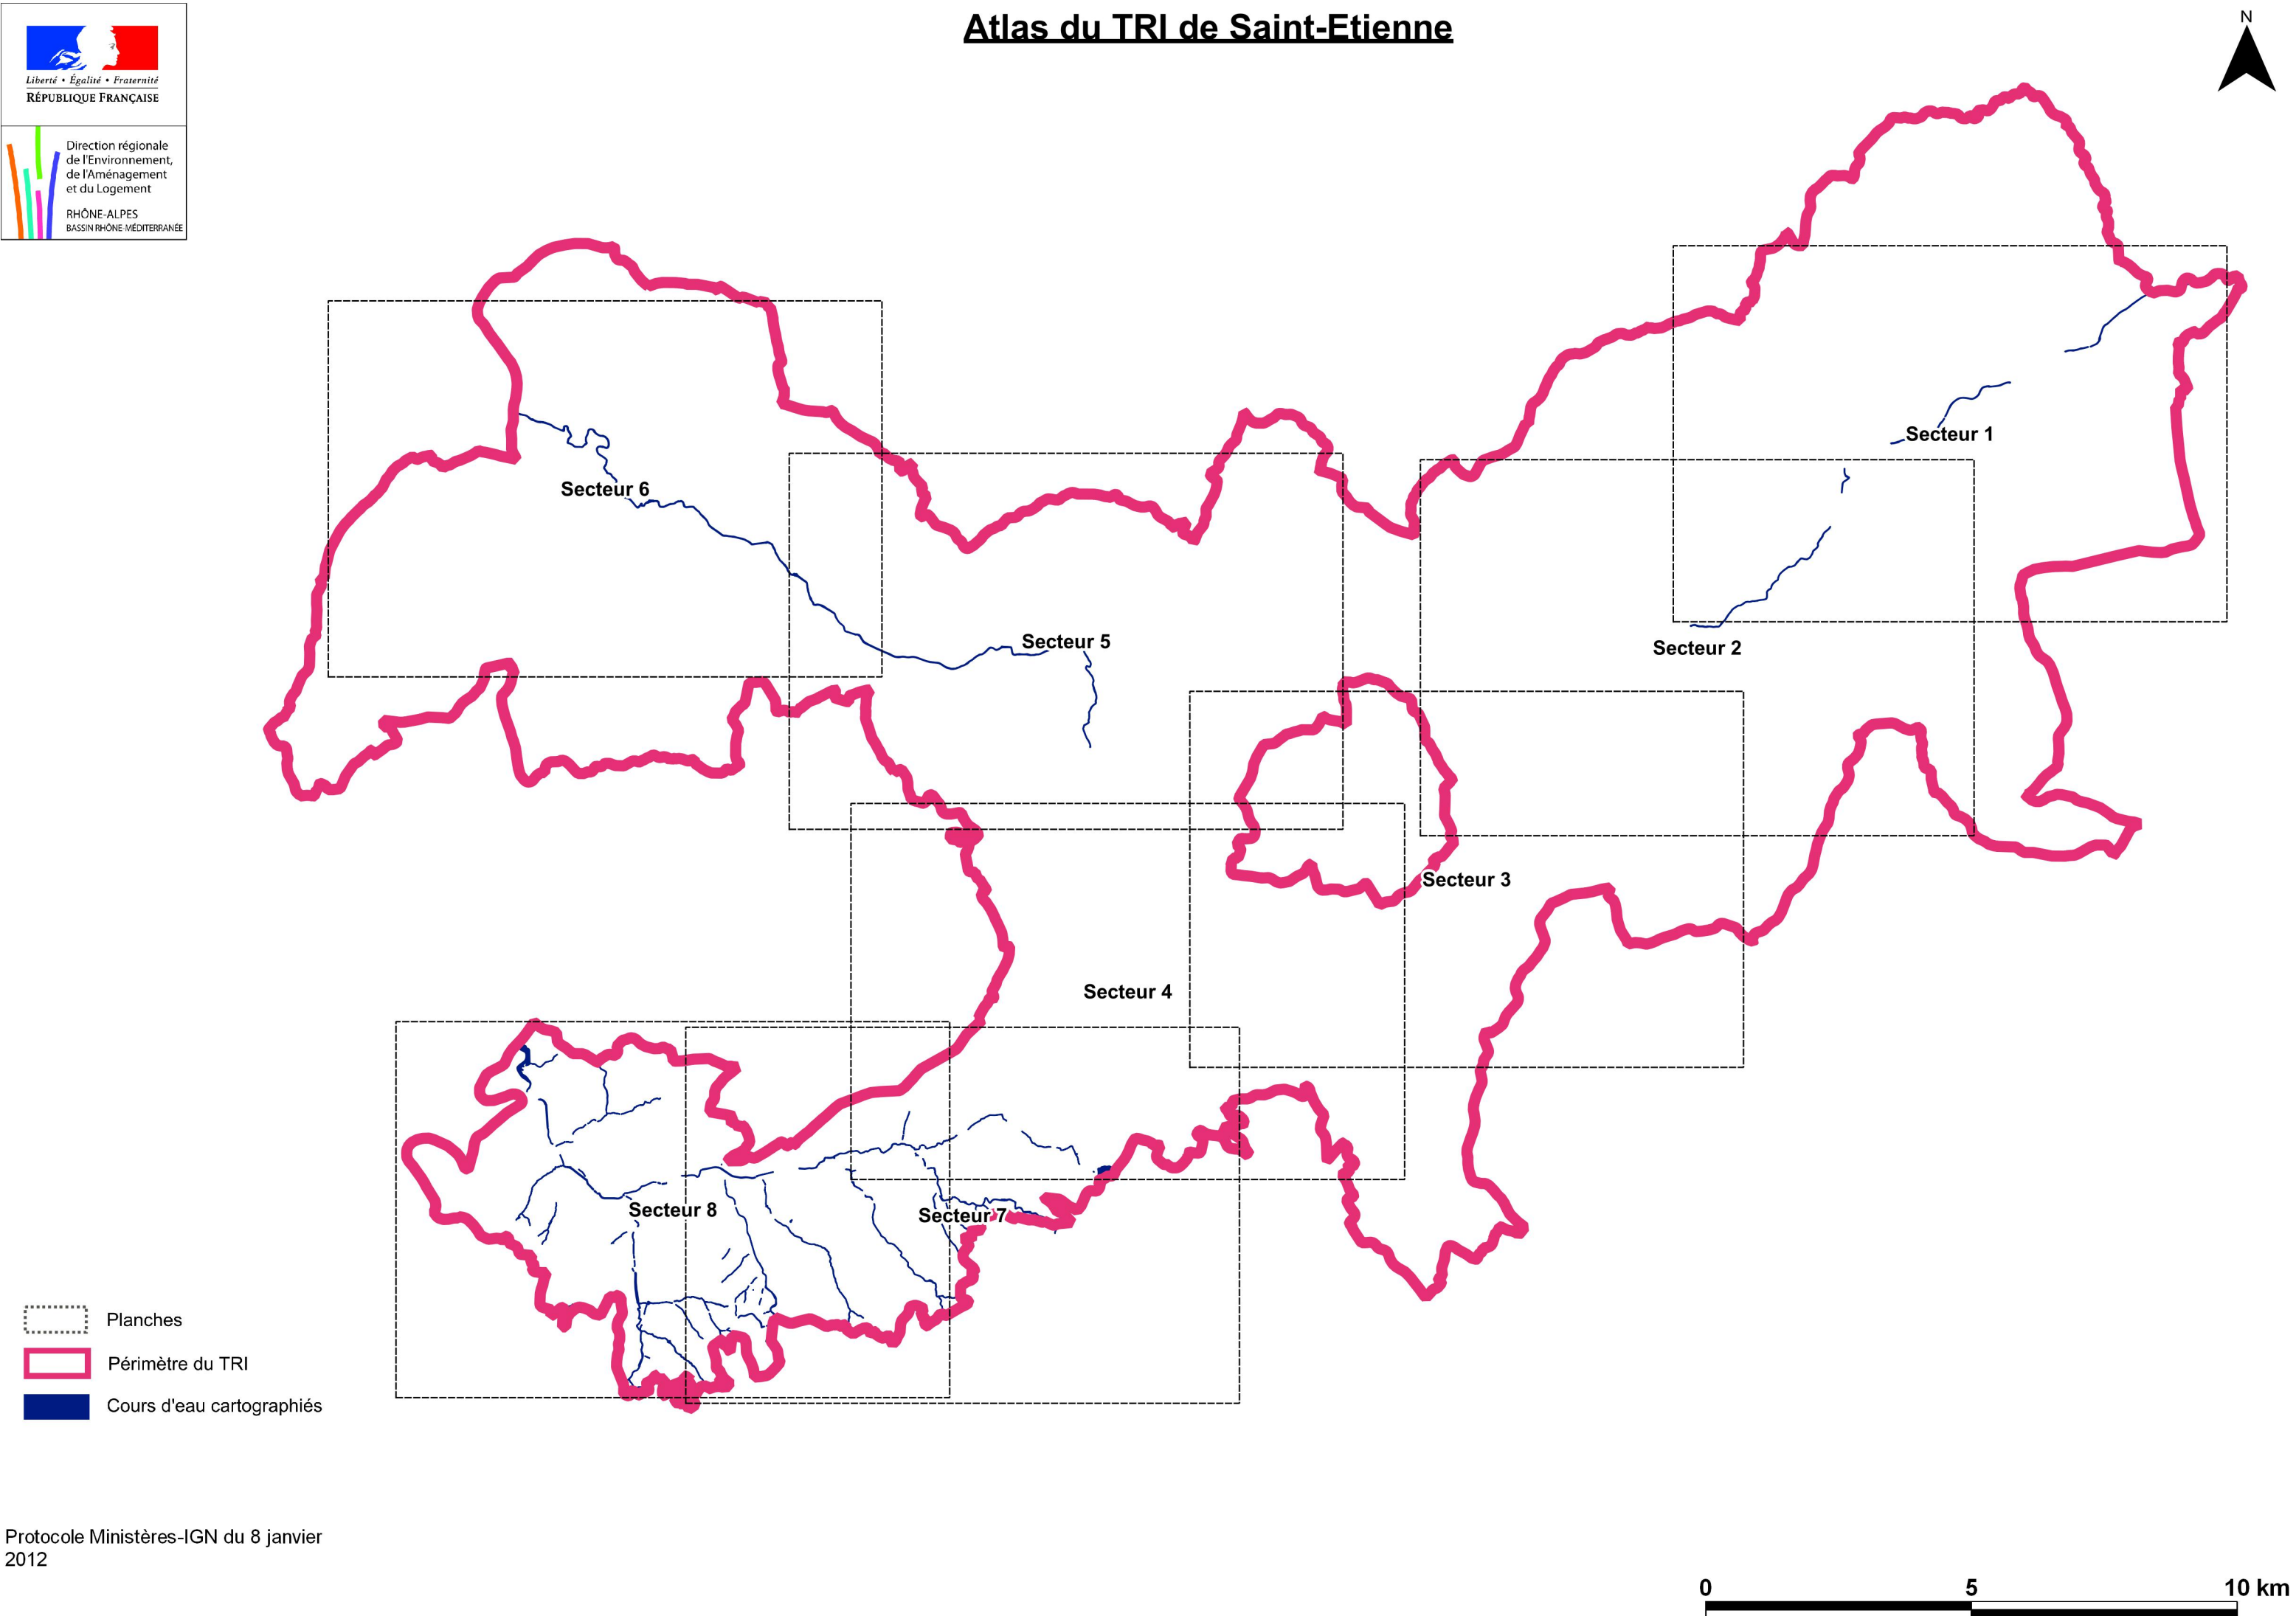 Atlas du TRI de Saint-Etienne
N
Liberté • Égalité • Fraternité
RÉPUBLIQUE FRANÇAISE
Direction régionale
de l'Environnement,
de l'Aménagement
et du Logement
RHÔNE-ALPES
BASSIN RHÔNE-MÉDITERRANÉE
Secteur 1
Secteur 6
Secteur 5
Secteur 2
Secteur 3
Secteur 4
Secteur 8
Secteur 7
Planches
Périmètre du TRI
Cours d'eau cartographiés
Protocole Ministères-IGN du 8 janvier
2012
0 5 10 km